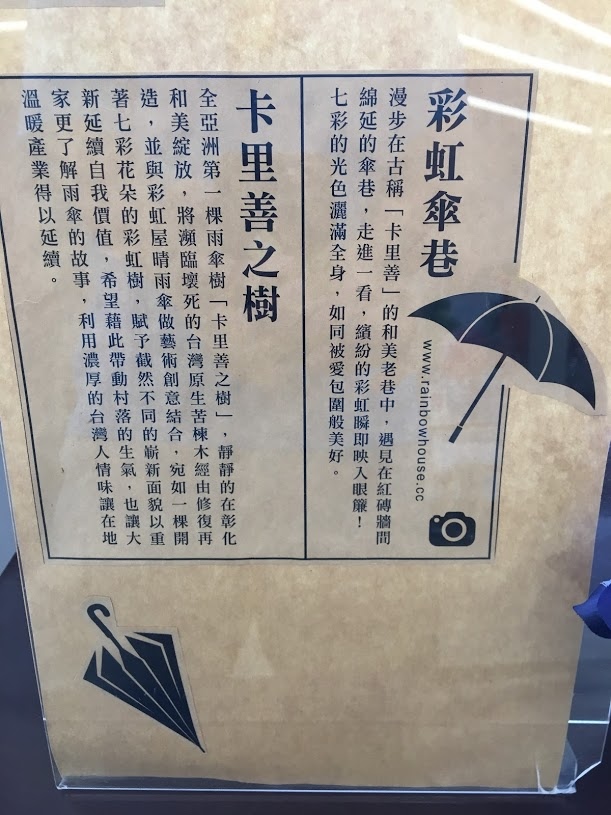 彩虹傘巷
漫步在古稱「卡里善」的和美老巷中，遇見在紅磚牆間
綿延的傘巷，走進一看，繽紛的彩虹瞬即映入眼簾！
七彩的光色灑滿全身，如同被愛包圍般美好。
www.rainbowhouse.cc
卡里善之樹
全亞洲第一棵雨傘樹「卡里善之樹」，靜靜的在彰化
和美綻放，將瀕臨壞死的台灣原生苦楝木經由修復再
造，並與彩虹屋晴雨傘做藝術創意結合，宛如一棵開
著七彩花朵的彩虹樹，賦予截然不同的嶄新面貌以重
新延續自我價值，希望藉此帶動村落的生氣，也讓大
家更了解雨傘的故事，利用濃厚的台灣人情味讓在地
溫暖產業得以延續。